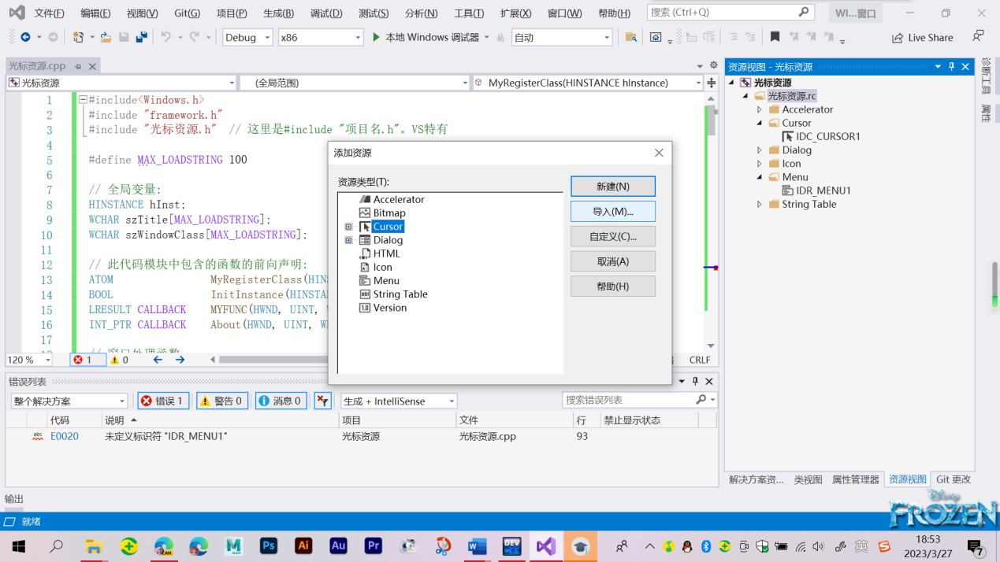 文件(F) 编辑(E) 视图(V) Git(G) 项目(P) 生成(B) 调试(D) 测试(S) 分析(N) 工具(T) 扩展(X) 窗口(W) 帮助(H) 搜索 (Ctrl+Q) WI...窗口
Debug x86 本地 Windows 调试器 自动 Live Share
光标资源.cpp
光标资源 (全局范围) MyRegisterClass(HINSTANCE hInstance)
1 #include<Windows.h>
2 #include "framework.h"
3 #include "光标资源.h" // 这里是#include "项目名.h"。VS特有
4
5 #define MAX_LOADSTRING 100
6
7 // 全局变量:
8 HINSTANCE hInst;
9 WCHAR szTitle[MAX_LOADSTRING];
10 WCHAR szWindowClass[MAX_LOADSTRING];
11
12 // 此代码模块中包含的函数的前向声明:
13 ATOM MyRegisterClass(HINS
14 BOOL InitInstance(HINSTA
15 LRESULT CALLBACK MYFUNC(HWND, UINT,
16 INT_PTR CALLBACK About(HWND, UINT, W
17
120 % 1 0 CRLF
添加资源
资源类型(T):
Accelerator
Bitmap
Cursor
Dialog
HTML
Icon
Menu
String Table
Version
新建(N)
导入(M)...
自定义(C)...
取消(A)
帮助(H)
资源视图 - 光标资源
光标资源
光标资源.rc
Accelerator
Cursor
IDC_CURSOR1
Dialog
Icon
Menu
IDR_MENU1
String Table
诊断工具
属性
解决方案资... 类视图 属性管理器 资源视图 Git 更改
错误列表
整个解决方案 错误 1 警告 0 消息 0 生成 + IntelliSense 搜索错误列表
代码 说明 项目 文件 行 禁止显示状态
abc E0020 未定义标识符 "IDR_MENU1" 光标资源 光标资源.cpp 93
输出
就绪
Disney
FROZEN
M Ps Ai Au Pr W DEV 英 S
18:53
2023/3/27
7